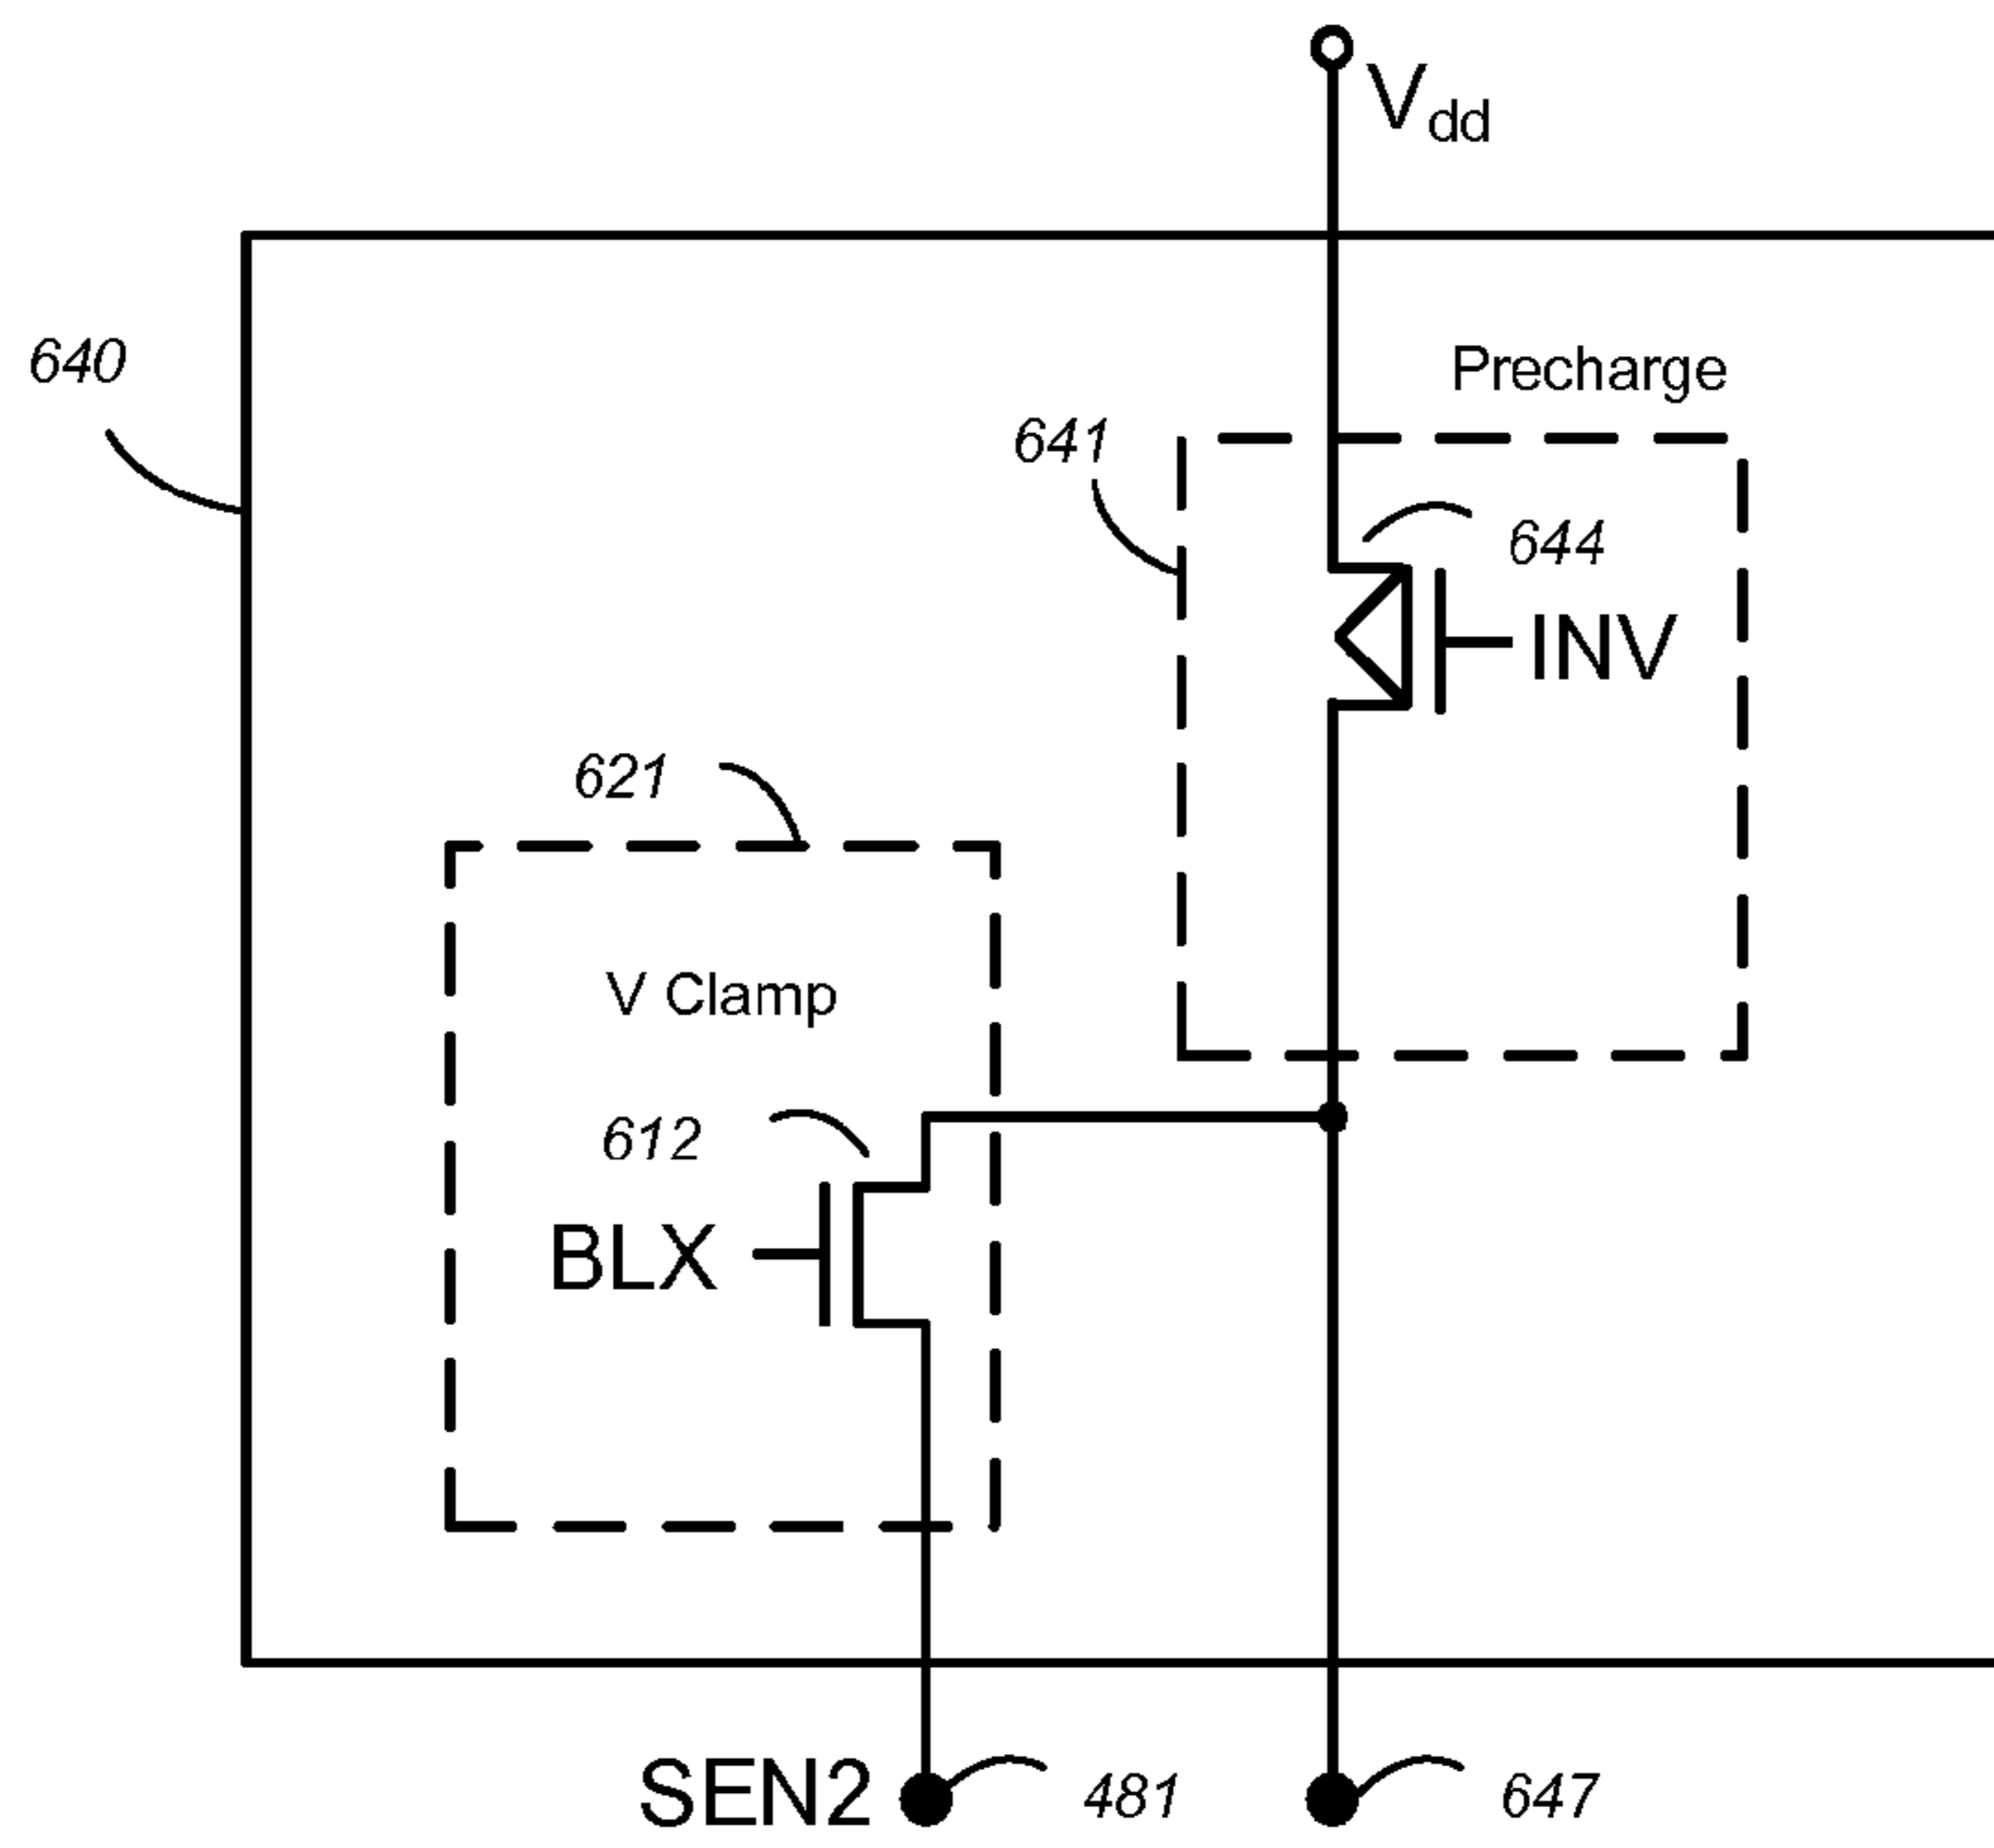 Vdd
640
Precharge
641
644
INV
621
V Clamp
612
BLX
SEN2
481
647